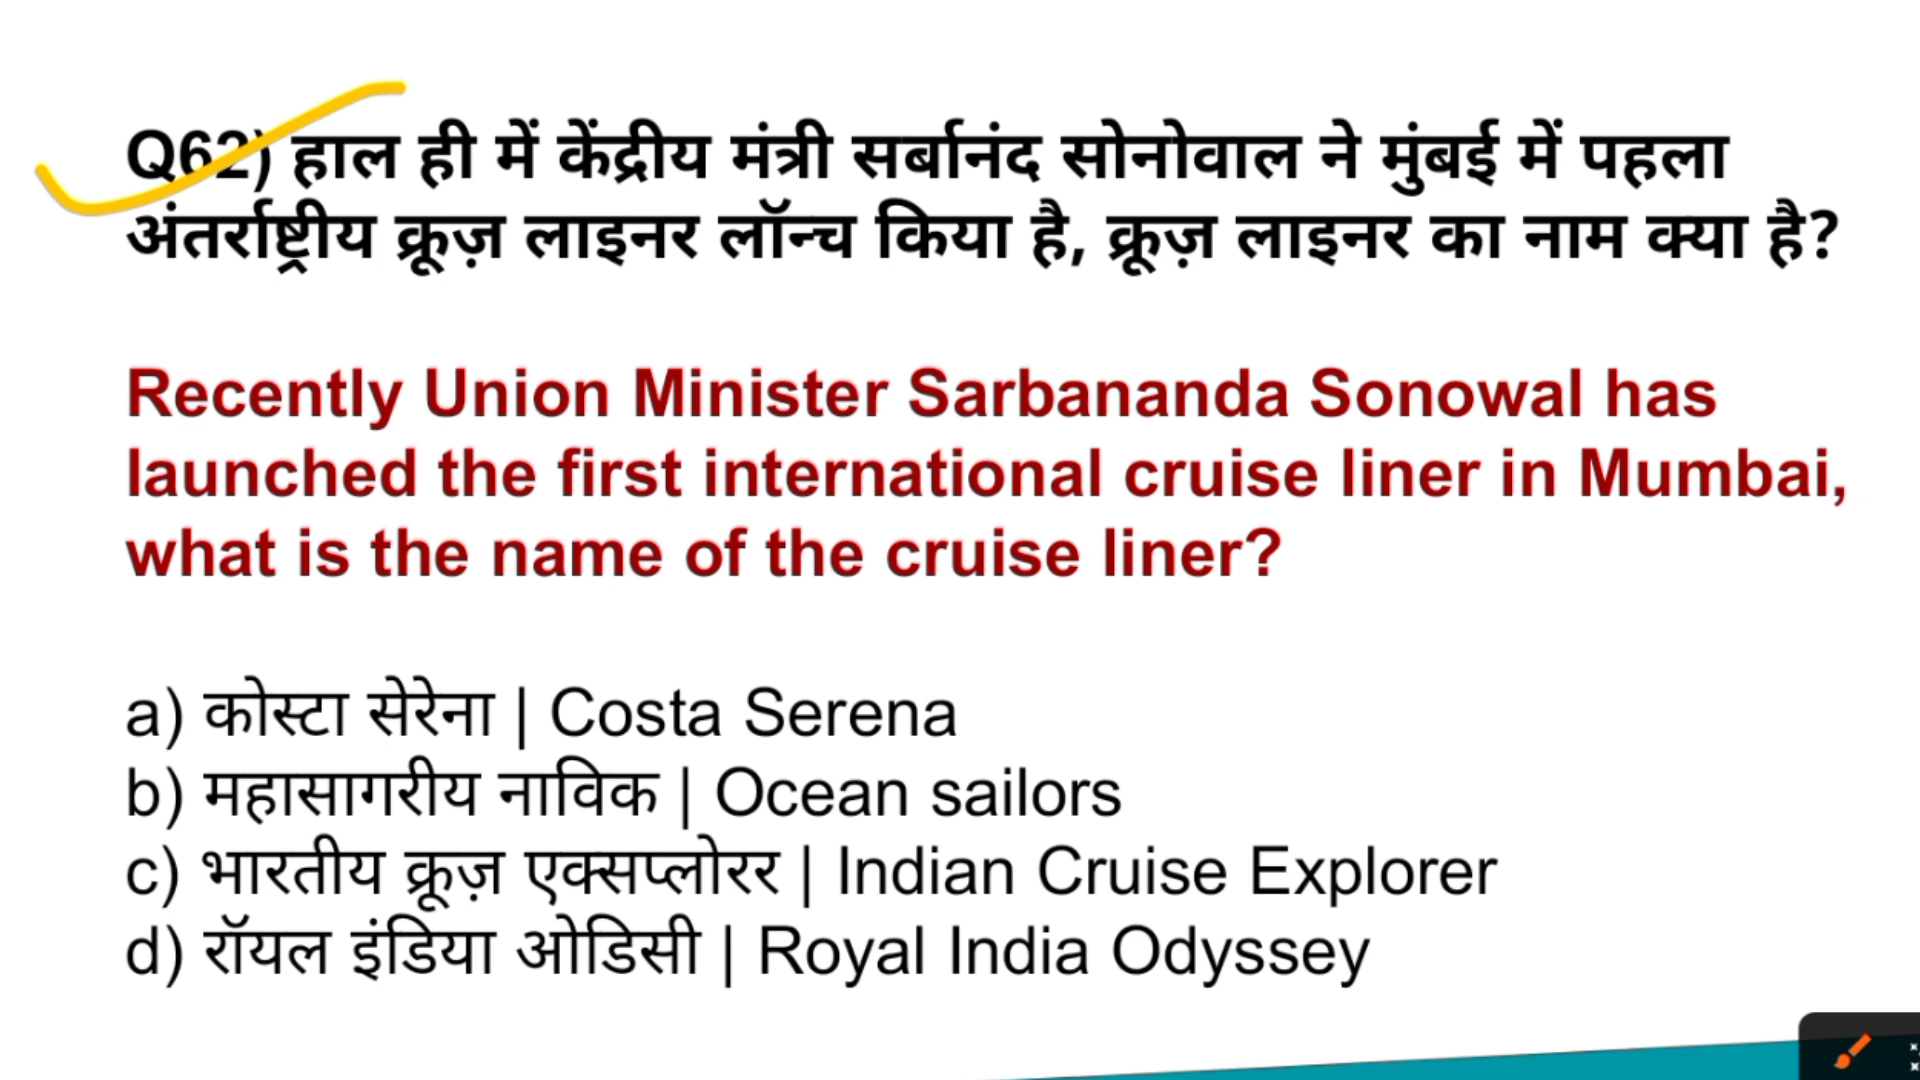 Q62) हाल ही में केंद्रीय मंत्री सर्बानंद सोनोवाल ने मुंबई में पहला
अंतर्राष्ट्रीय क्रूज़ लाइनर लॉन्च किया है, क्रूज़ लाइनर का नाम क्या है?
Recently Union Minister Sarbananda Sonowal has
launched the first international cruise liner in Mumbai,
what is the name of the cruise liner?
a) कोस्टा सेरेना | Costa Serena
b) महासागरीय नाविक | Ocean sailors
c) भारतीय क्रूज़ एक्सप्लोरर | Indian Cruise Explorer
d) रॉयल इंडिया ओडिसी | Royal India Odyssey